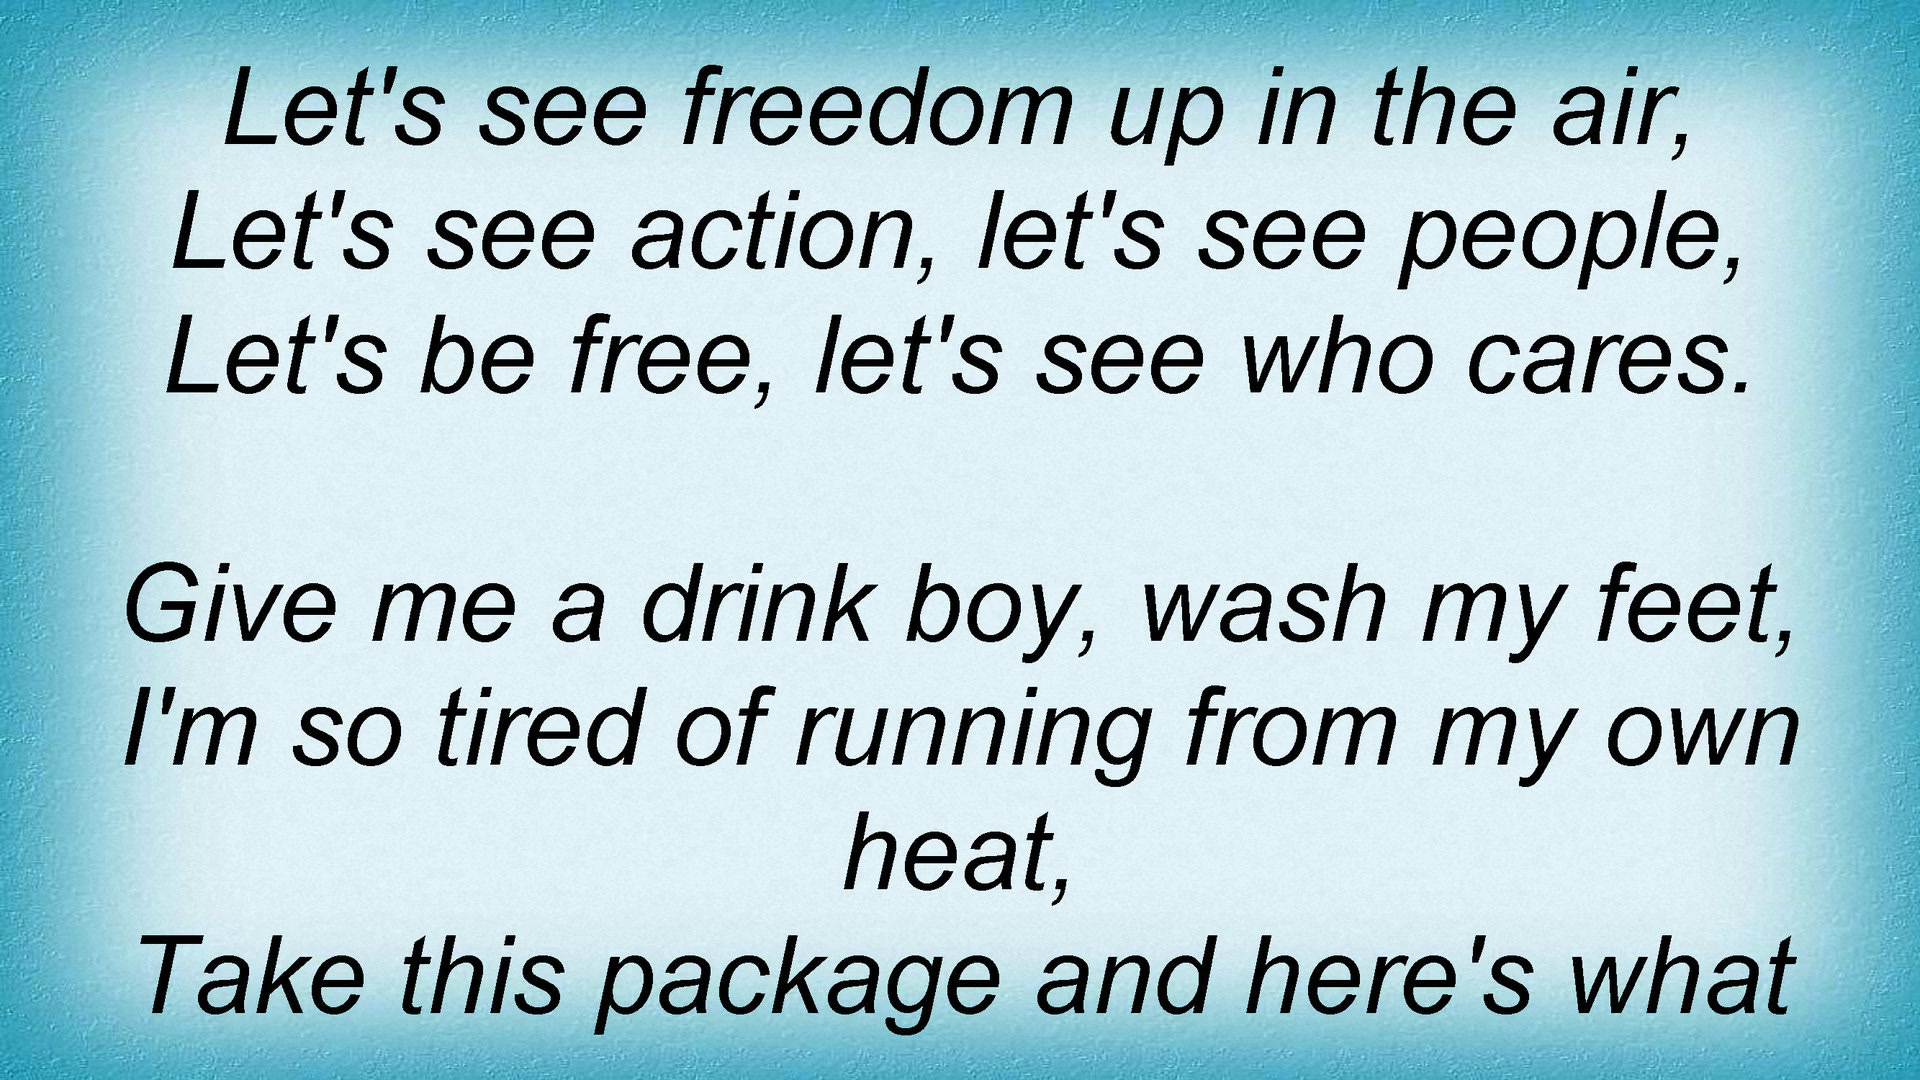 Let's see freedom up in the air,
Let's see action, let's see people,
Let's be free, let's see who cares.
Give me a drink boy, wash my feet,
I'm so tired of running from my own
heat,
Take this package and here's what